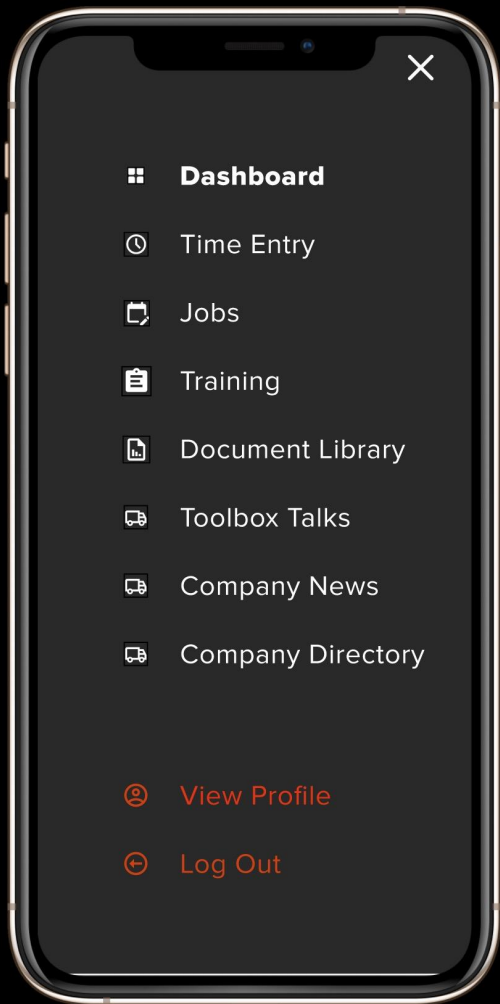 Dashboard
Time Entry
Jobs
Training
Document Library
Toolbox Talks
Company News
Company Directory
View Profile
Log Out